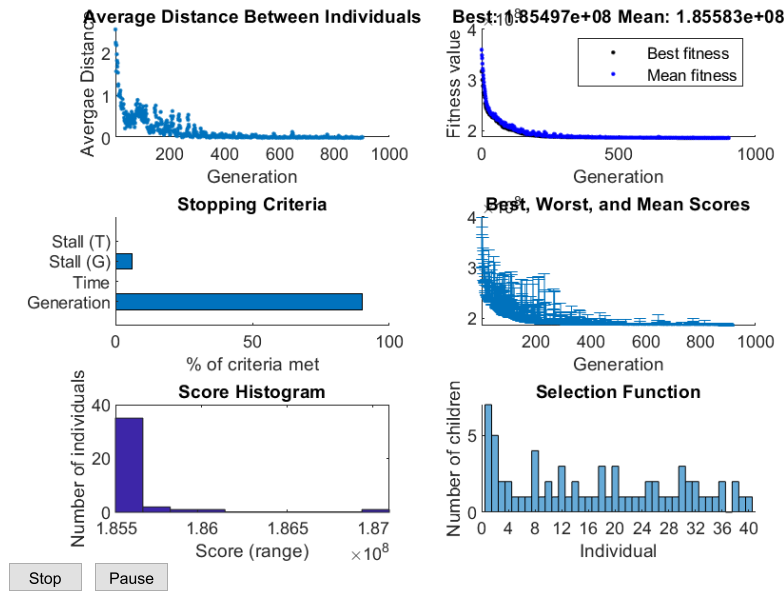 Average Distance Between Individuals
Avergae Distanc
2
1
0
200 400 600 800 1000
Generation
Best: 1.85497e+08 Mean: 1.85583e+08
×10^8
Fitness value
4
3
2
0 500 1000
Generation
Best fitness
Mean fitness
Stopping Criteria
Stall (T)
Stall (G)
Time
Generation
0 50 100
% of criteria met
Best, Worst, and Mean Scores
×10^8
4
3
2
200 400 600 800 1000
Generation
Score Histogram
Number of individuals
40
20
0
1.855 1.86 1.865 1.87
Score (range)
×10^8
Selection Function
Number of children
5
0
0 4 8 12 16 20 24 28 32 36 40
Individual
Stop
Pause